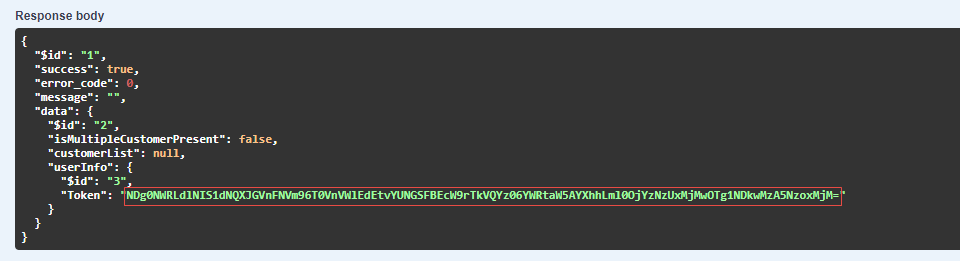 Response body
{
"$id": "1",
"success": true,
"error_code": 0,
"message": "",
"data": {
"$id": "2",
"isMultipleCustomerPresent": false,
"customerList": null,
"userInfo": {
"$id": "3",
"Token": "NDg0NWRLdlNIS1dNQXJGVnFNVm96T0VnVWlEdEtvYUNGSFBEcW9rTkVQYz06YWRtaW5AYXhhLml0OjYzNzUxMjMwOTg1NDkwMzA5NzoxMjM="
}
}
}